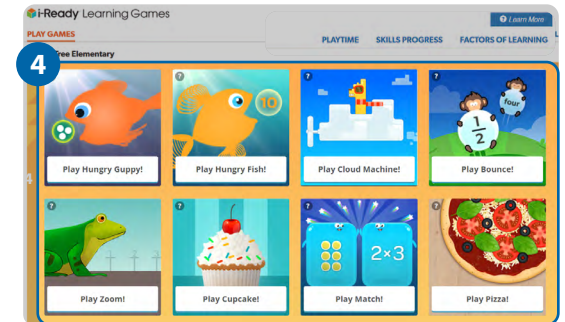 i-Ready Learning Games
? Learn More
PLAY GAMES
PLAYTIME SKILLS PROGRESS FACTORS OF LEARNING
4
Tree Elementary
?
? 10
?
? four
1/2
Play Hungry Guppy! Play Hungry Fish! Play Cloud Machine! Play Bounce!
? ? ? ?
2×3
Play Zoom! Play Cupcake! Play Match! Play Pizza!